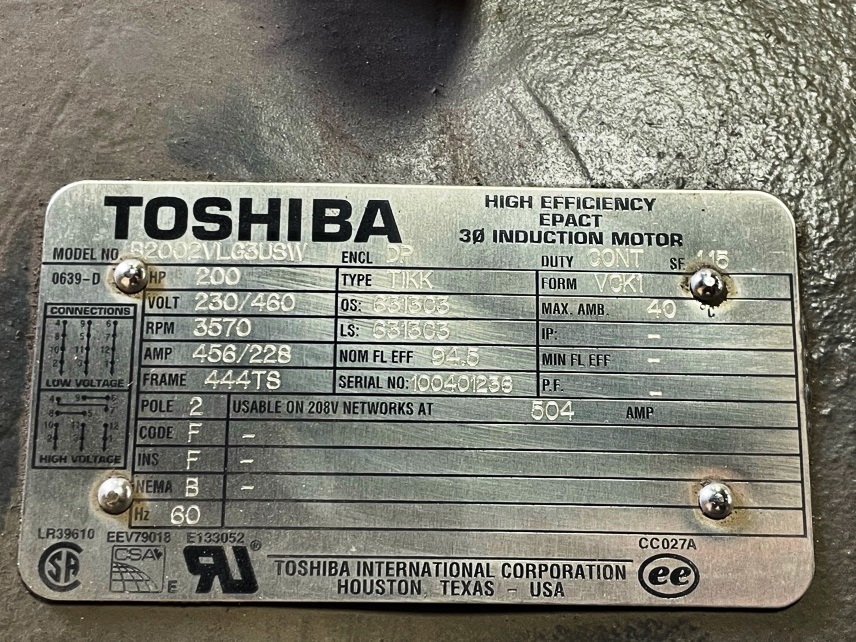 TOSHIBA
HIGH EFFICIENCY
EPACT
3Ø INDUCTION MOTOR
MODEL NO. B2002VLG3USW ENCL DP DUTY CONT SF 1.15
0639-D HP 200 TYPE TIKK FORM VCK1
VOLT 230/460 OS: 6313C3 MAX. AMB. 40 °C
CONNECTIONS
RPM 3570 LS: 6313C3 IP: -
AMP 456/228 NOM FL EFF 94.5 MIN FL EFF -
LOW VOLTAGE FRAME 444TS SERIAL NO: 100401238 P.F. -
POLE 2 USABLE ON 208V NETWORKS AT 504 AMP
CODE F -
HIGH VOLTAGE
INS F -
NEMA B -
Hz 60
LR39610 EEV79018 E133052 CC027A
SA CSA E UR ® ee
TOSHIBA INTERNATIONAL CORPORATION
HOUSTON, TEXAS - USA